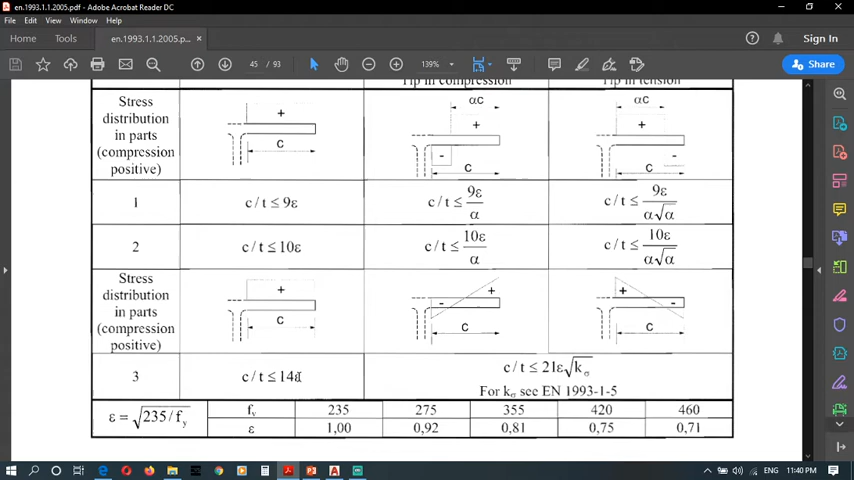 en.1993.1.1.2005.pdf - Adobe Acrobat Reader DC
File Edit View Window Help
Home Tools en.1993.1.1.2005.p... × Sign In
45 / 93 139% Share
Tip in compression Tip in tension
Stress
distribution
in parts
(compression
positive)
+
c
αc
+
-
c
αc
+
-
c
1 c / t ≤ 9ε c / t ≤ 9ε/α c / t ≤ 9ε/α√α
2 c / t ≤ 10ε c / t ≤ 10ε/α c / t ≤ 10ε/α√α
Stress
distribution
in parts
(compression
positive)
+
c
- +
c
+ -
c
3 c / t ≤ 14ε c / t ≤ 21ε√kσ
For kσ see EN 1993-1-5
ε = √235/fy fy 235 275 355 420 460
ε 1,00 0,92 0,81 0,75 0,71
ENG 11:40 PM